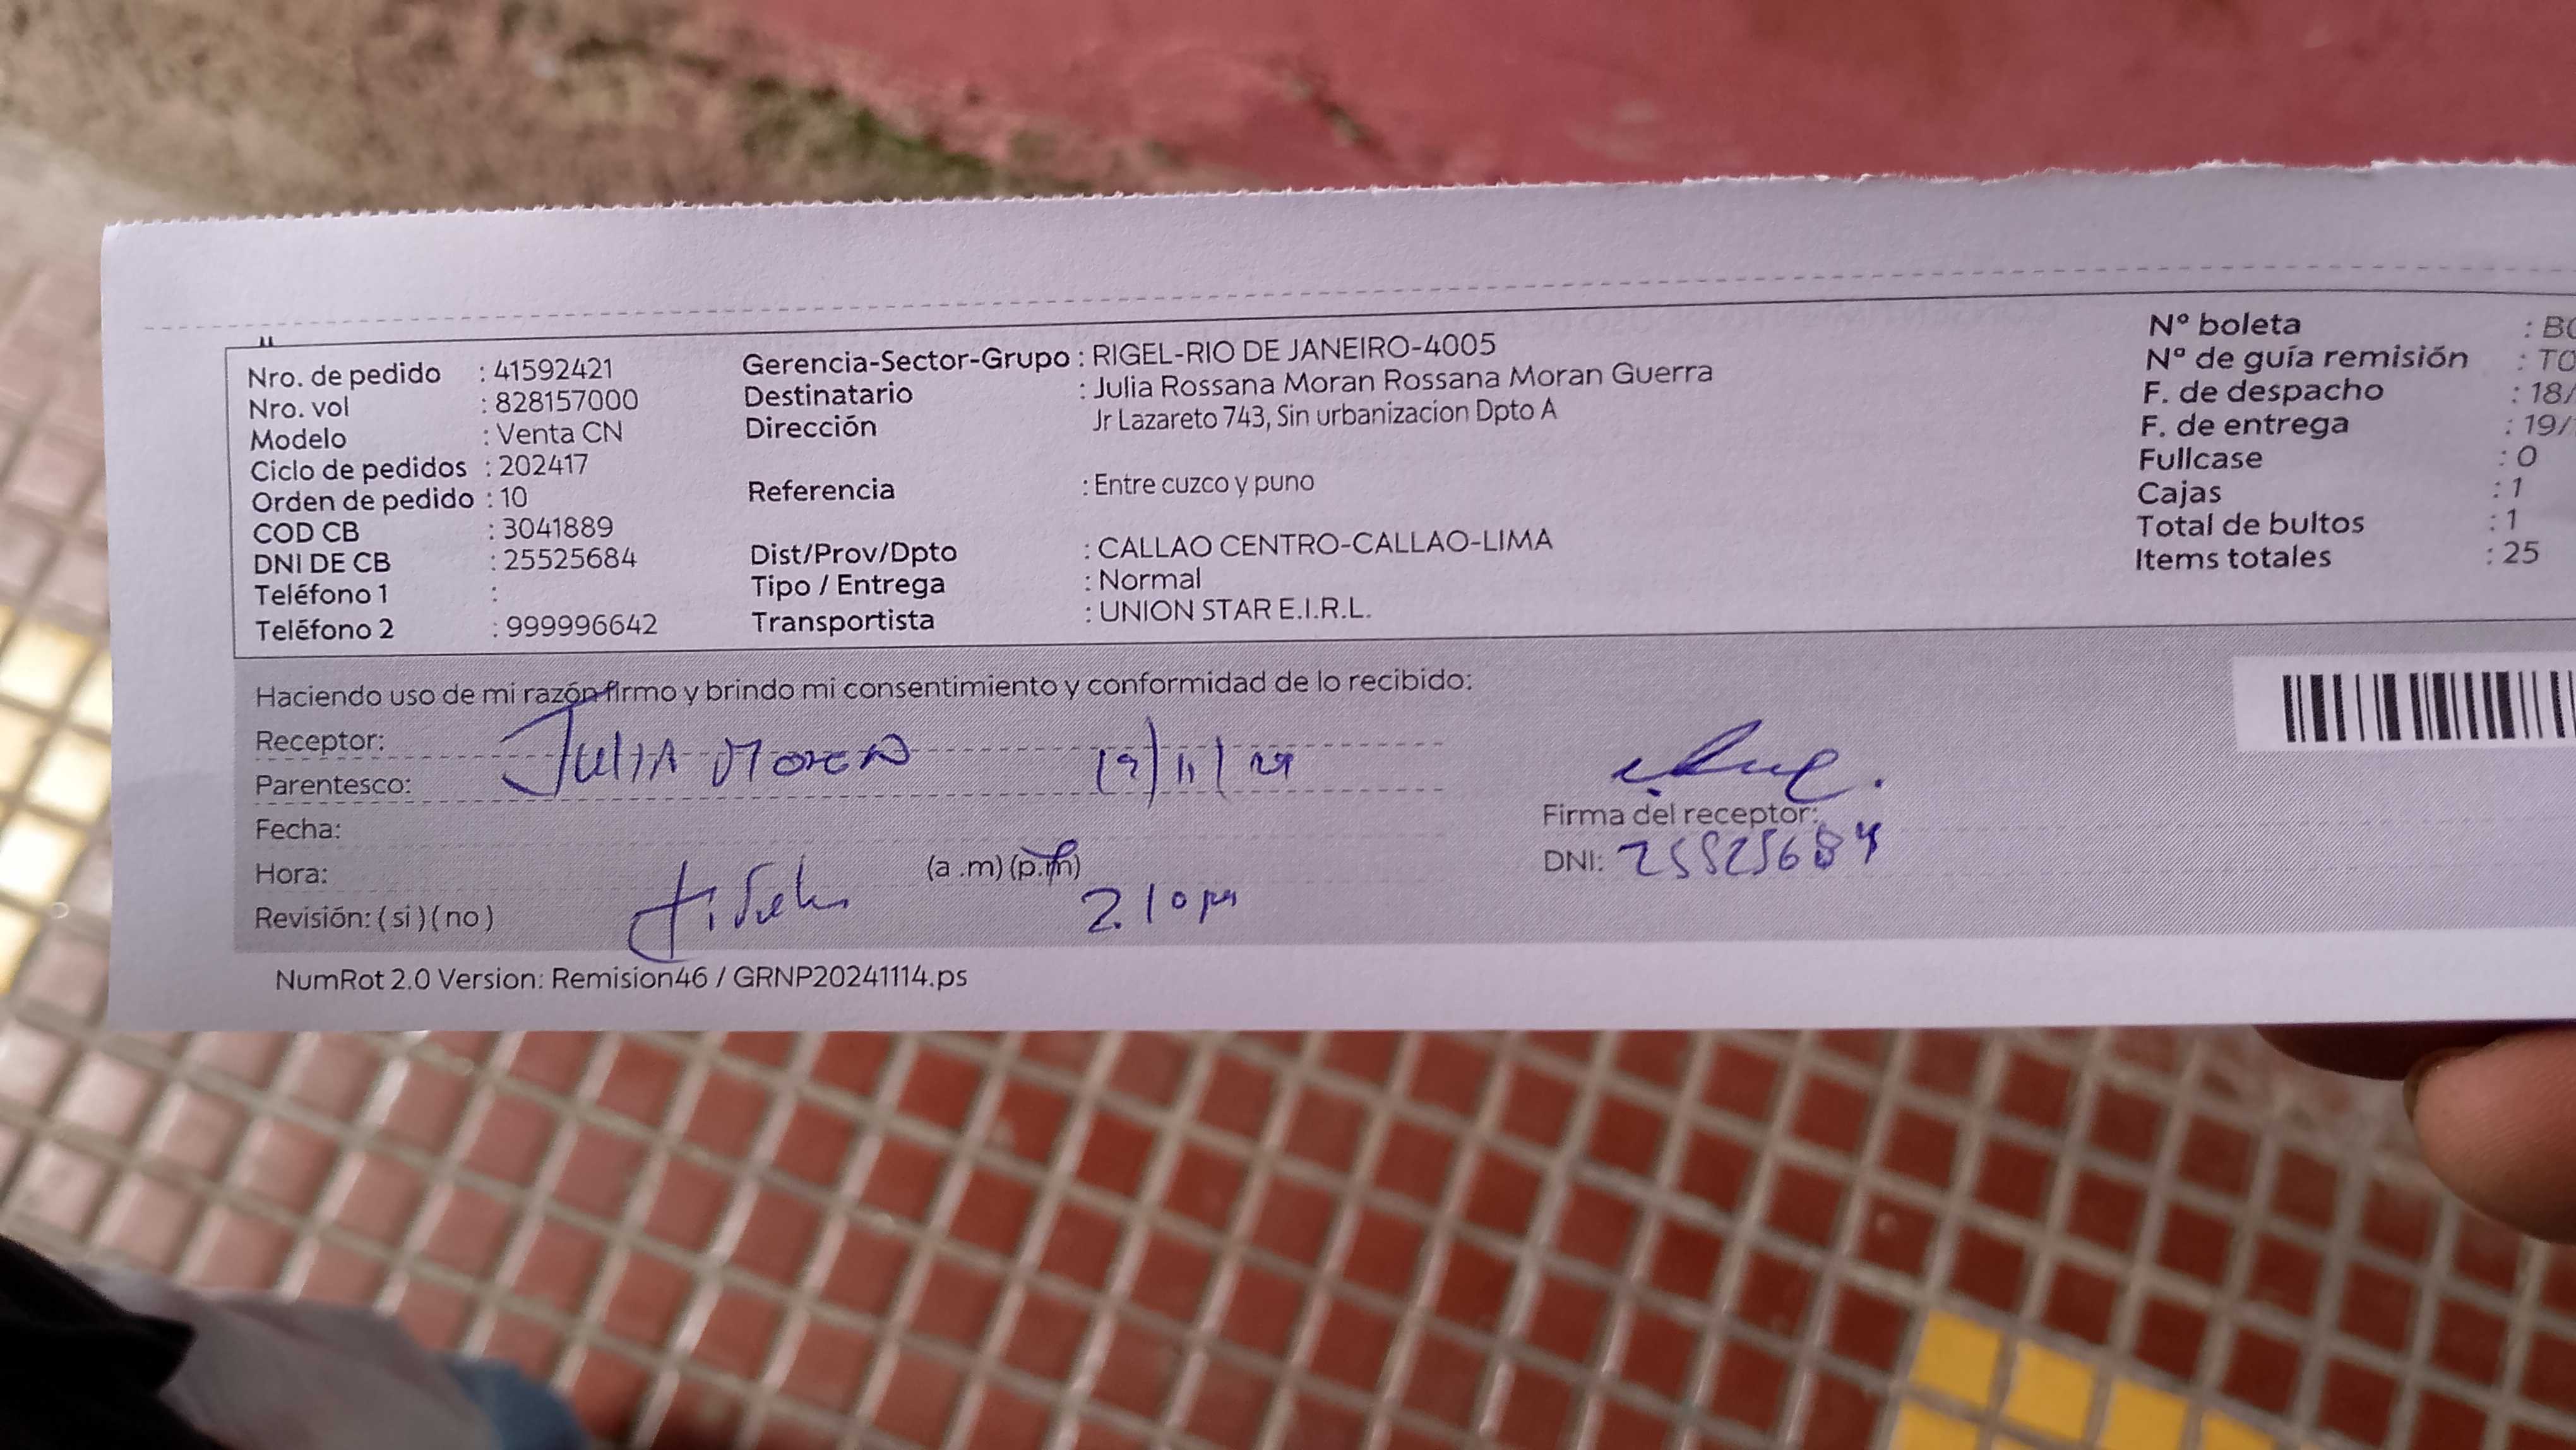 Nro. de pedido : 41592421
Nro. vol : 828157000
Modelo : Venta CN
Ciclo de pedidos : 202417
Orden de pedido : 10
COD CB : 3041889
DNI DE CB : 25525684
Teléfono 1 :
Teléfono 2 : 999996642
Gerencia-Sector-Grupo : RIGEL-RIO DE JANEIRO-4005
Destinatario : Julia Rossana Moran Rossana Moran Guerra
Dirección Jr Lazareto 743, Sin urbanizacion Dpto A
Referencia : Entre cuzco y puno
Dist/Prov/Dpto : CALLAO CENTRO-CALLAO-LIMA
Tipo / Entrega : Normal
Transportista : UNION STAR E.I.R.L.
Nº boleta : BO
Nº de guía remisión : TO
F. de despacho : 18/
F. de entrega : 19/
Fullcase : 0
Cajas : 1
Total de bultos : 1
Items totales : 25
Haciendo uso de mi razón firmo y brindo mi consentimiento y conformidad de lo recibido:
Receptor: JULIA MORAN 19/11/24
Parentesco:
Fecha:
Hora: (a .m) (p.m)
Revisión: ( si ) ( no ) 2.10 pm
Firma del receptor:
DNI: 25525684
NumRot 2.0 Version: Remision46 / GRNP20241114.ps